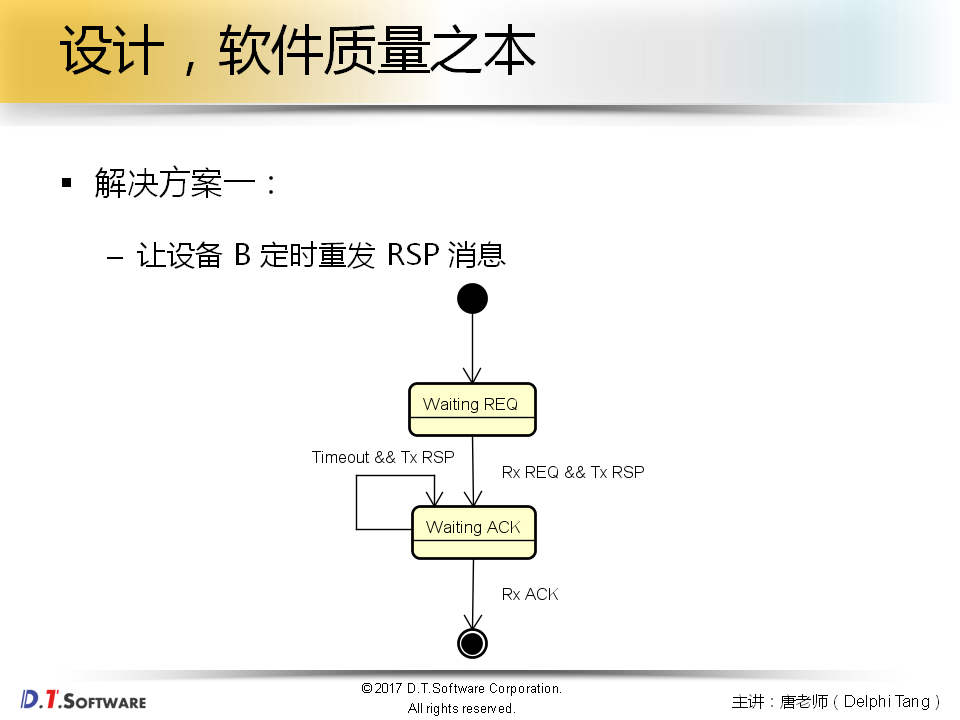 设计，软件质量之本
▪ 解决方案一：
– 让设备 B 定时重发 RSP 消息
Waiting REQ
Timeout && Tx RSP
Rx REQ && Tx RSP
Waiting ACK
Rx ACK
D.T.SOFTWARE
©2017 D.T.Software Corporation.
All rights reserved.
主讲：唐老师（Delphi Tang）